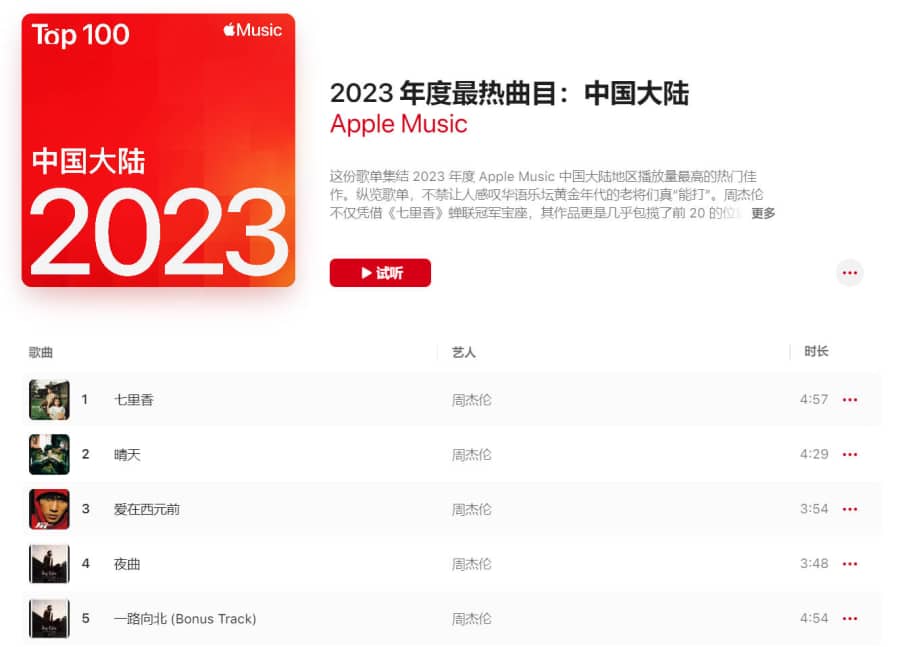 Top 100
Music
中国大陆
2023
2023 年度最热曲目：中国大陆
Apple Music
这份歌单集结 2023 年度 Apple Music 中国大陆地区播放量最高的热门佳
作。纵览歌单，不禁让人感叹华语乐坛黄金年代的老将们真“能打”。周杰伦
不仅凭借《七里香》蝉联冠军宝座，其作品更是几乎包揽了前 20 的位 更多
试听
歌曲 艺人 时长
1 七里香 周杰伦 4:57
2 晴天 周杰伦 4:29
3 爱在西元前 周杰伦 3:54
4 夜曲 周杰伦 3:48
5 一路向北 (Bonus Track) 周杰伦 4:54